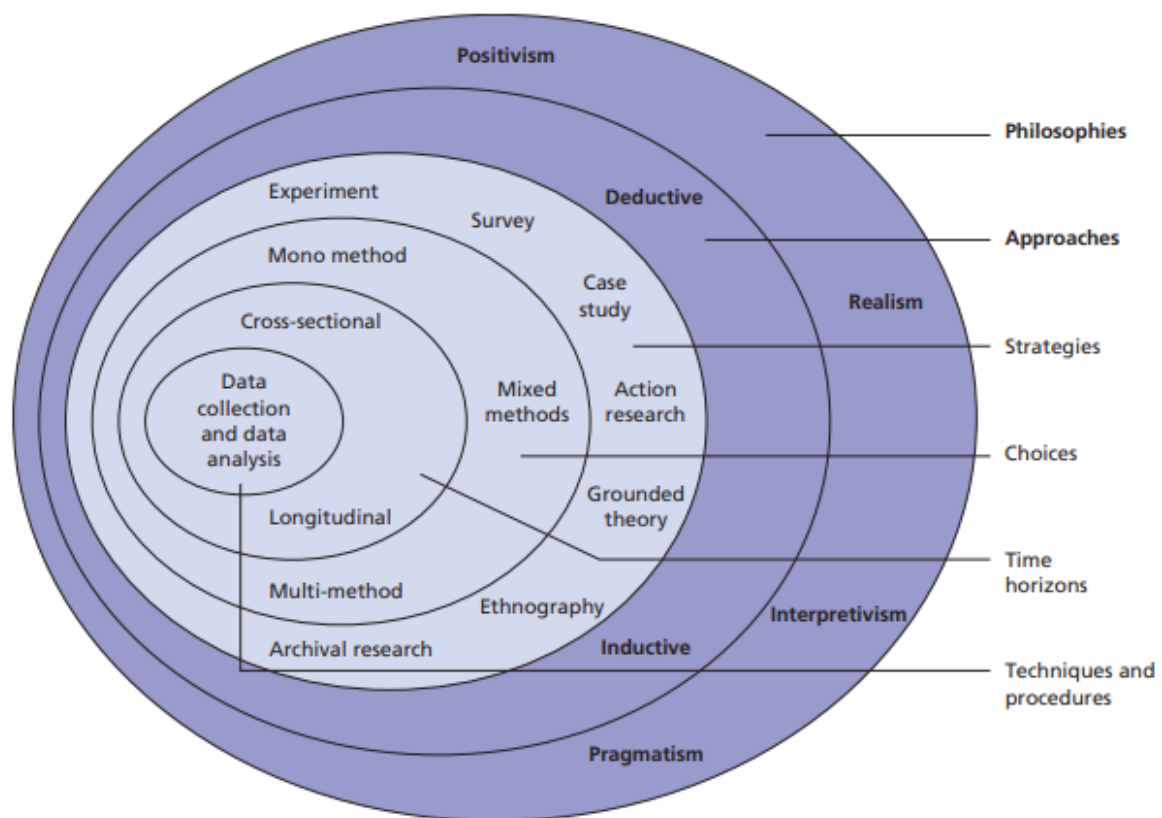 Positivism
Philosophies
Experiment
Deductive
Survey
Approaches
Mono method
Case
study
Realism
Cross-sectional
Strategies
Data
collection
and data
analysis
Mixed
methods
Action
research
Choices
Grounded
theory
Longitudinal
Time
horizons
Multi-method
Ethnography
Interpretivism
Archival research
Inductive
Techniques and
procedures
Pragmatism